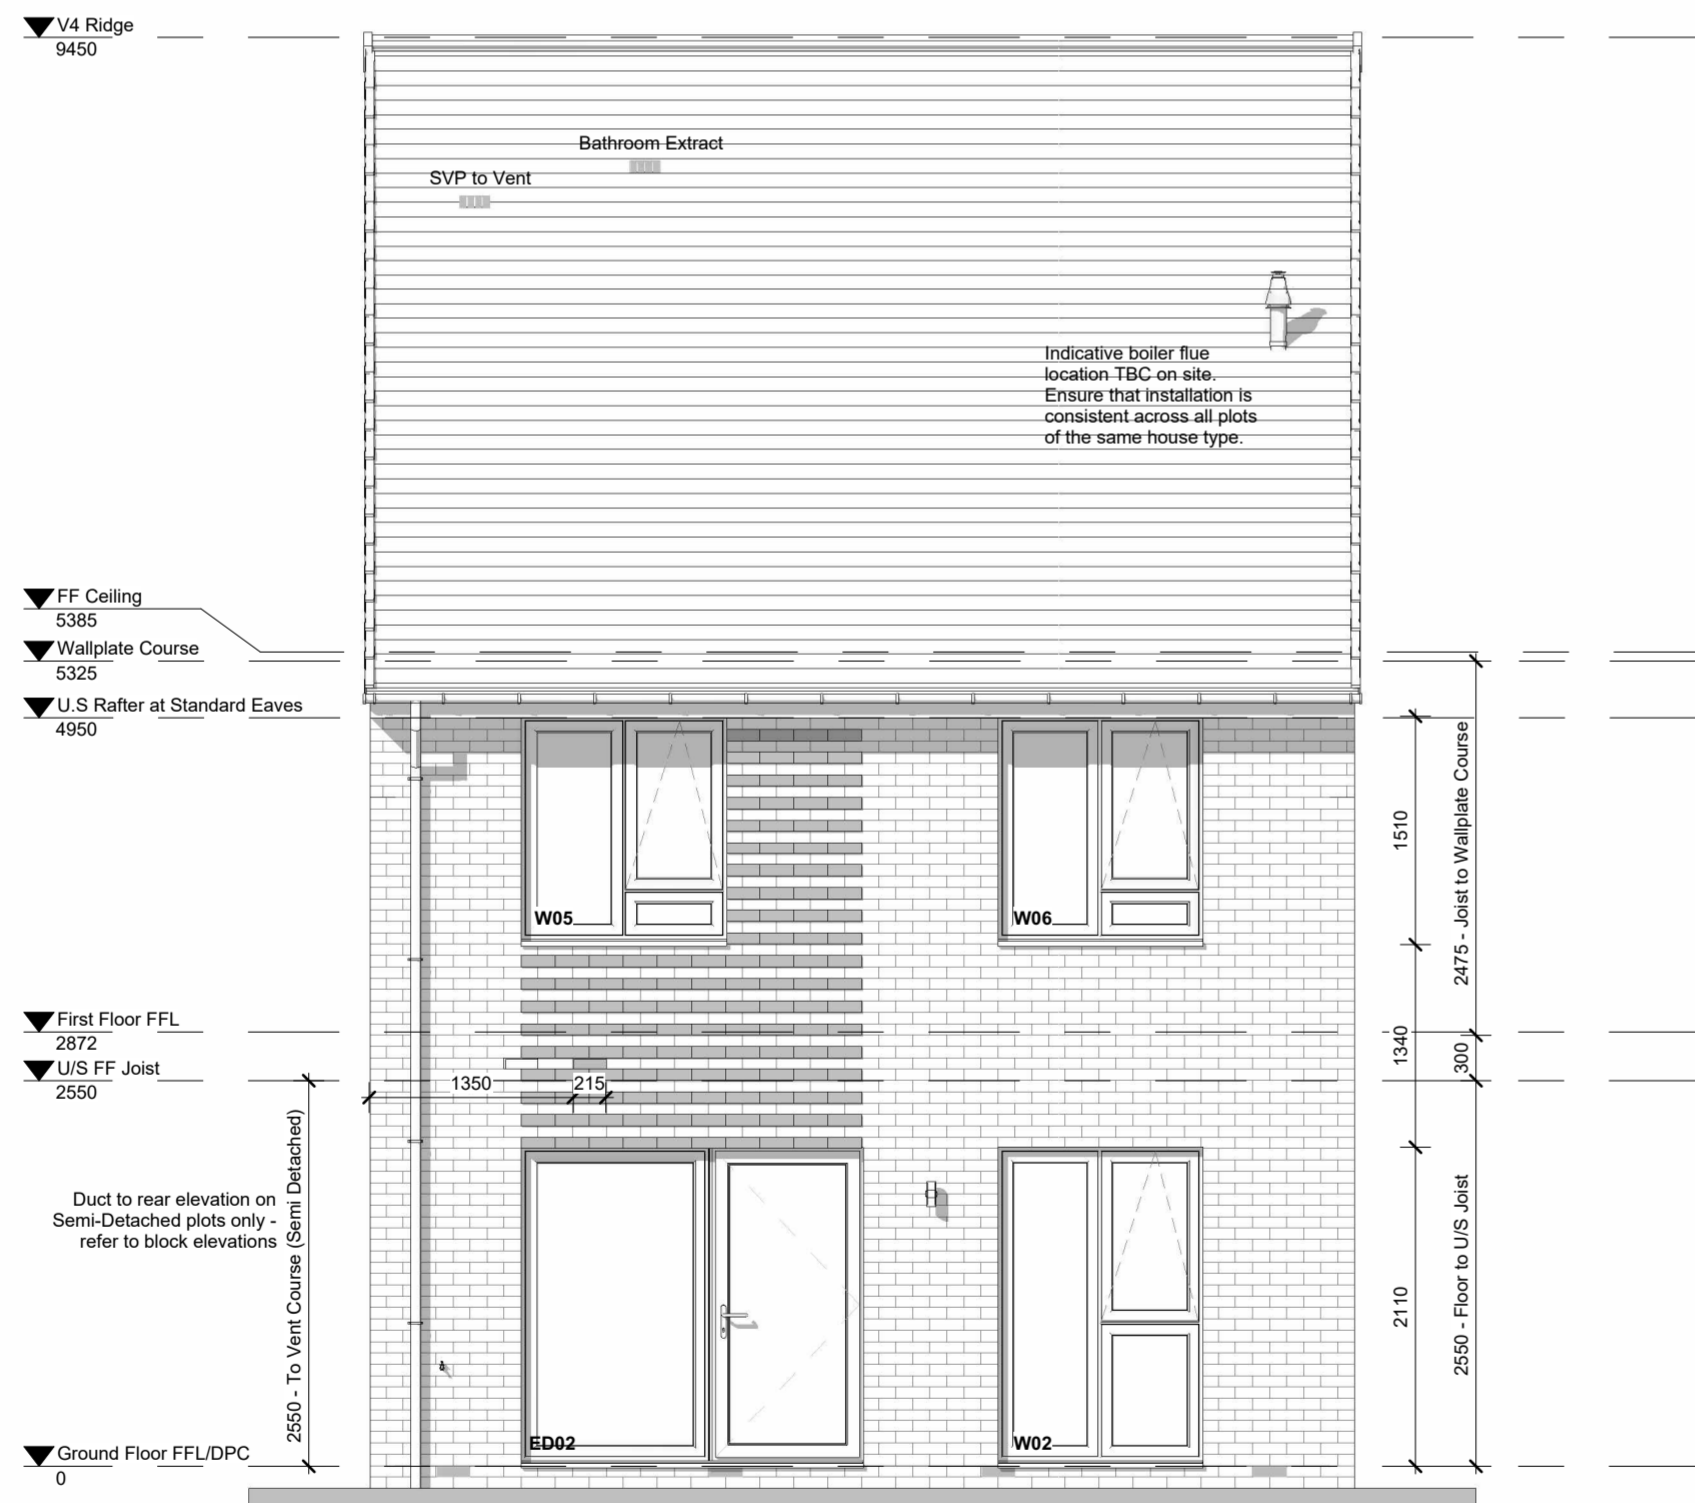 V4 Ridge
9450
Bathroom Extract
SVP to Vent
Indicative boiler flue
location TBC on site.
Ensure that installation is
consistent across all plots
of the same house type.
FF Ceiling
5385
Wallplate Course
5325
U.S Rafter at Standard Eaves
4950
W05
W06
1510
2475 - Joist to Wallplate Course
First Floor FFL
2872
U/S FF Joist
2550
1350
215
1340
300
Duct to rear elevation on
Semi-Detached plots only -
refer to block elevations
2550 - To Vent Course (Semi Detached)
2110
2550 - Floor to U/S Joist
ED02
W02
Ground Floor FFL/DPC
0